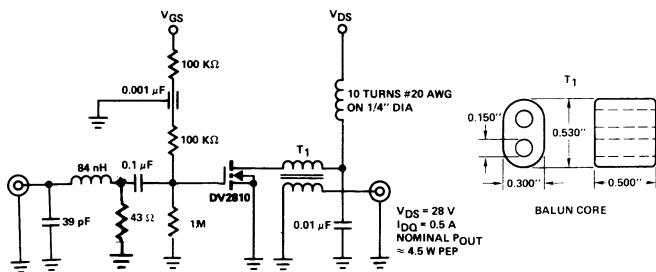 VGS
VDS
100 KΩ
0.001 µF
10 TURNS #20 AWG
ON 1/4" DIA
T1
0.150"
0.530"
100 KΩ
T1
84 nH
0.1 µF
DV2810
0.300"
0.500"
39 pF
43 Ω
1M
0.01 µF
VDS = 28 V
IDQ = 0.5 A
NOMINAL POUT
≈ 4.5 W PEP
BALUN CORE